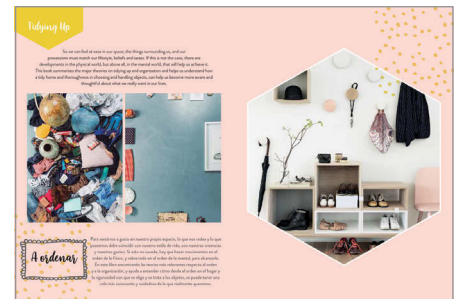 Tidying Up
So we can feel at ease in our space, the things surrounding us, and our
possessions must match our lifestyle, beliefs and tastes. If this is not the case, there are
developments in the physical world, but above all, in the mental world, that will help us achieve it.
This book summarizes the major theories on tidying up and organization and helps us understand how
a tidy home and thoroughness in choosing and handling objects, can help us become more aware and
thoughtful about what we really want in our lives.
A ordenar
Para sentirnos a gusto en nuestro propio espacio, lo que nos rodea y lo que
poseemos debe coincidir con nuestro estilo de vida, con nuestras creencias
y nuestros gustos. Si esto no sucede, hay que hacer movimientos en el
orden de lo físico, y sobre todo en el orden de lo mental, para alcanzarlo.
En este libro encontrarás las teorías más relevantes respecto al orden
y a la organización, y ayuda a entender cómo desde el orden en el hogar y
la rigurosidad con que se elige y se trata a los objetos, se puede tener una
vida más consciente y cuidadosa de lo que realmente queremos.